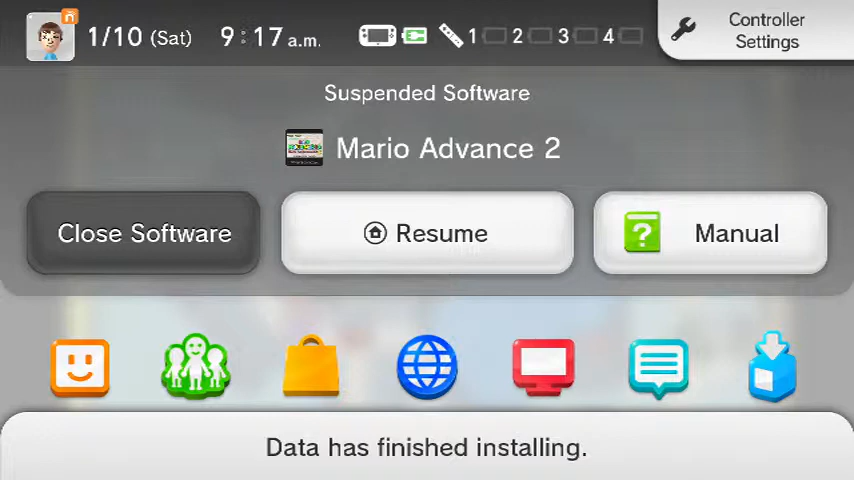 1/10 (Sat) 9:17 a.m. 1 2 3 4
Controller
Settings
Suspended Software
Mario Advance 2
Close Software
Resume
? Manual
Data has finished installing.